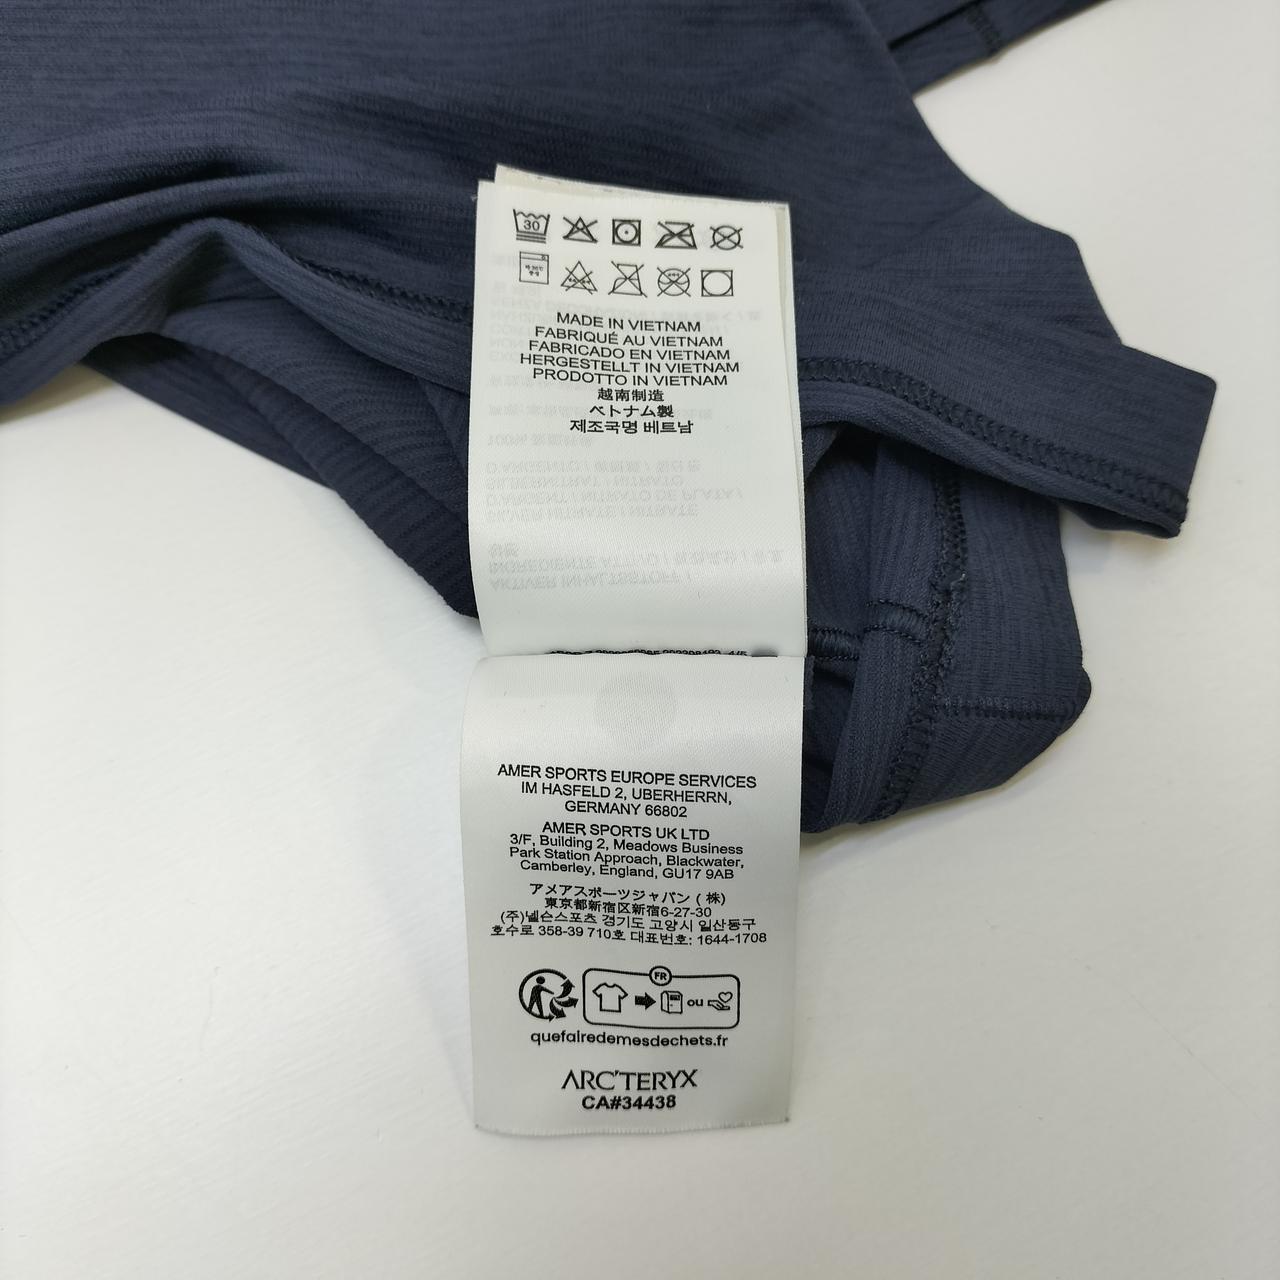 30
MADE IN VIETNAM
FABRIQUÉ AU VIETNAM
FABRICADO EN VIETNAM
HERGESTELLT IN VIETNAM
PRODOTTO IN VIETNAM
越南制造
ベトナム製
제조국명 베트남
AMER SPORTS EUROPE SERVICES
IM HASFELD 2, UBERHERRN,
GERMANY 66802
AMER SPORTS UK LTD
3/F, Building 2, Meadows Business
Park Station Approach, Blackwater,
Camberley, England, GU17 9AB
アメアスポーツジャパン ( 株)
東京都新宿区新宿6-27-30
(주)넬슨스포츠 경기도 고양시 일산동구
호수로 358-39 710호 대표번호: 1644-1708
FR
ou
quefairedemesdechets.fr
ARC'TERYX
CA#34438